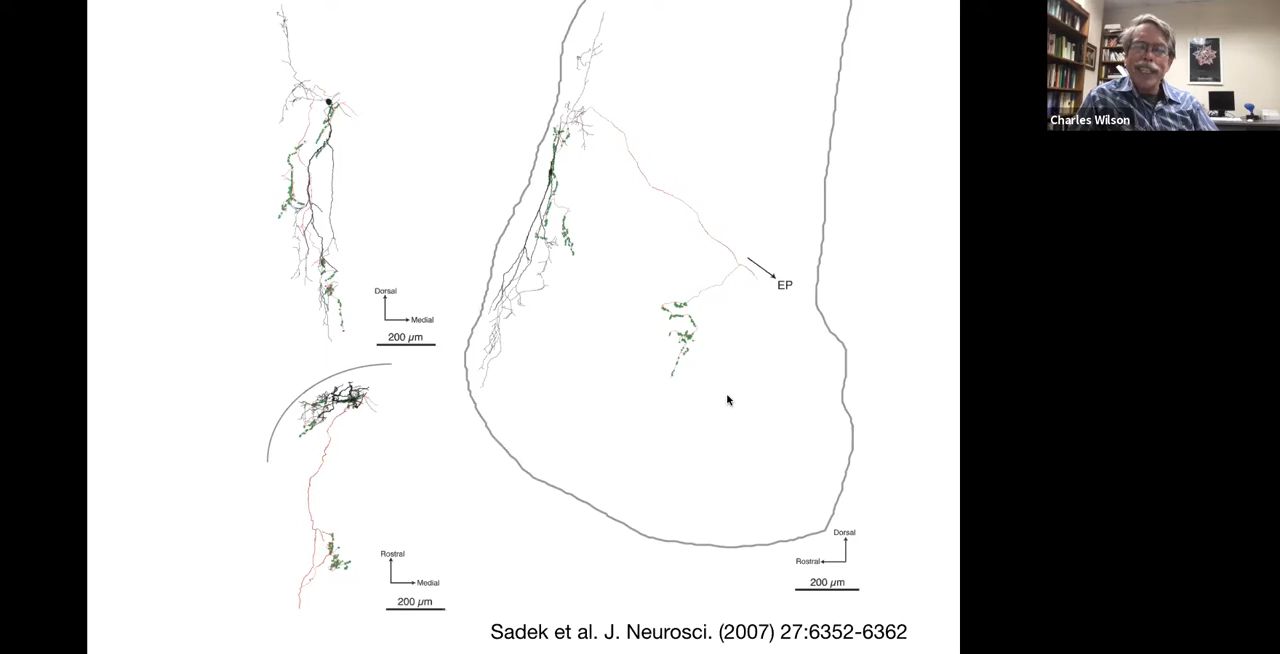 Charles Wilson
EP
Dorsal
Medial
200 µm
Rostral
Medial
200 µm
Dorsal
Rostral
200 µm
Sadek et al. J. Neurosci. (2007) 27:6352-6362